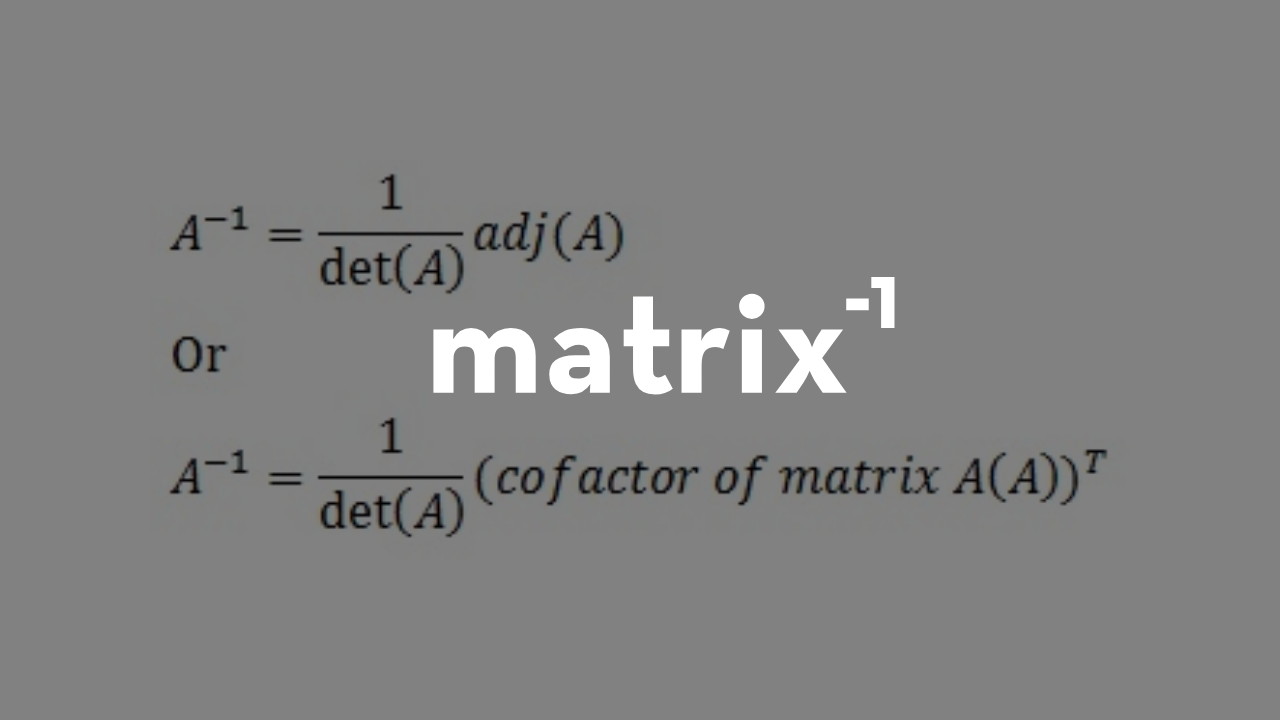 A⁻¹ = 1/det(A) adj(A)
matrix⁻¹
Or
A⁻¹ = 1/det(A) (cofactor of matrix A(A))ᵀ